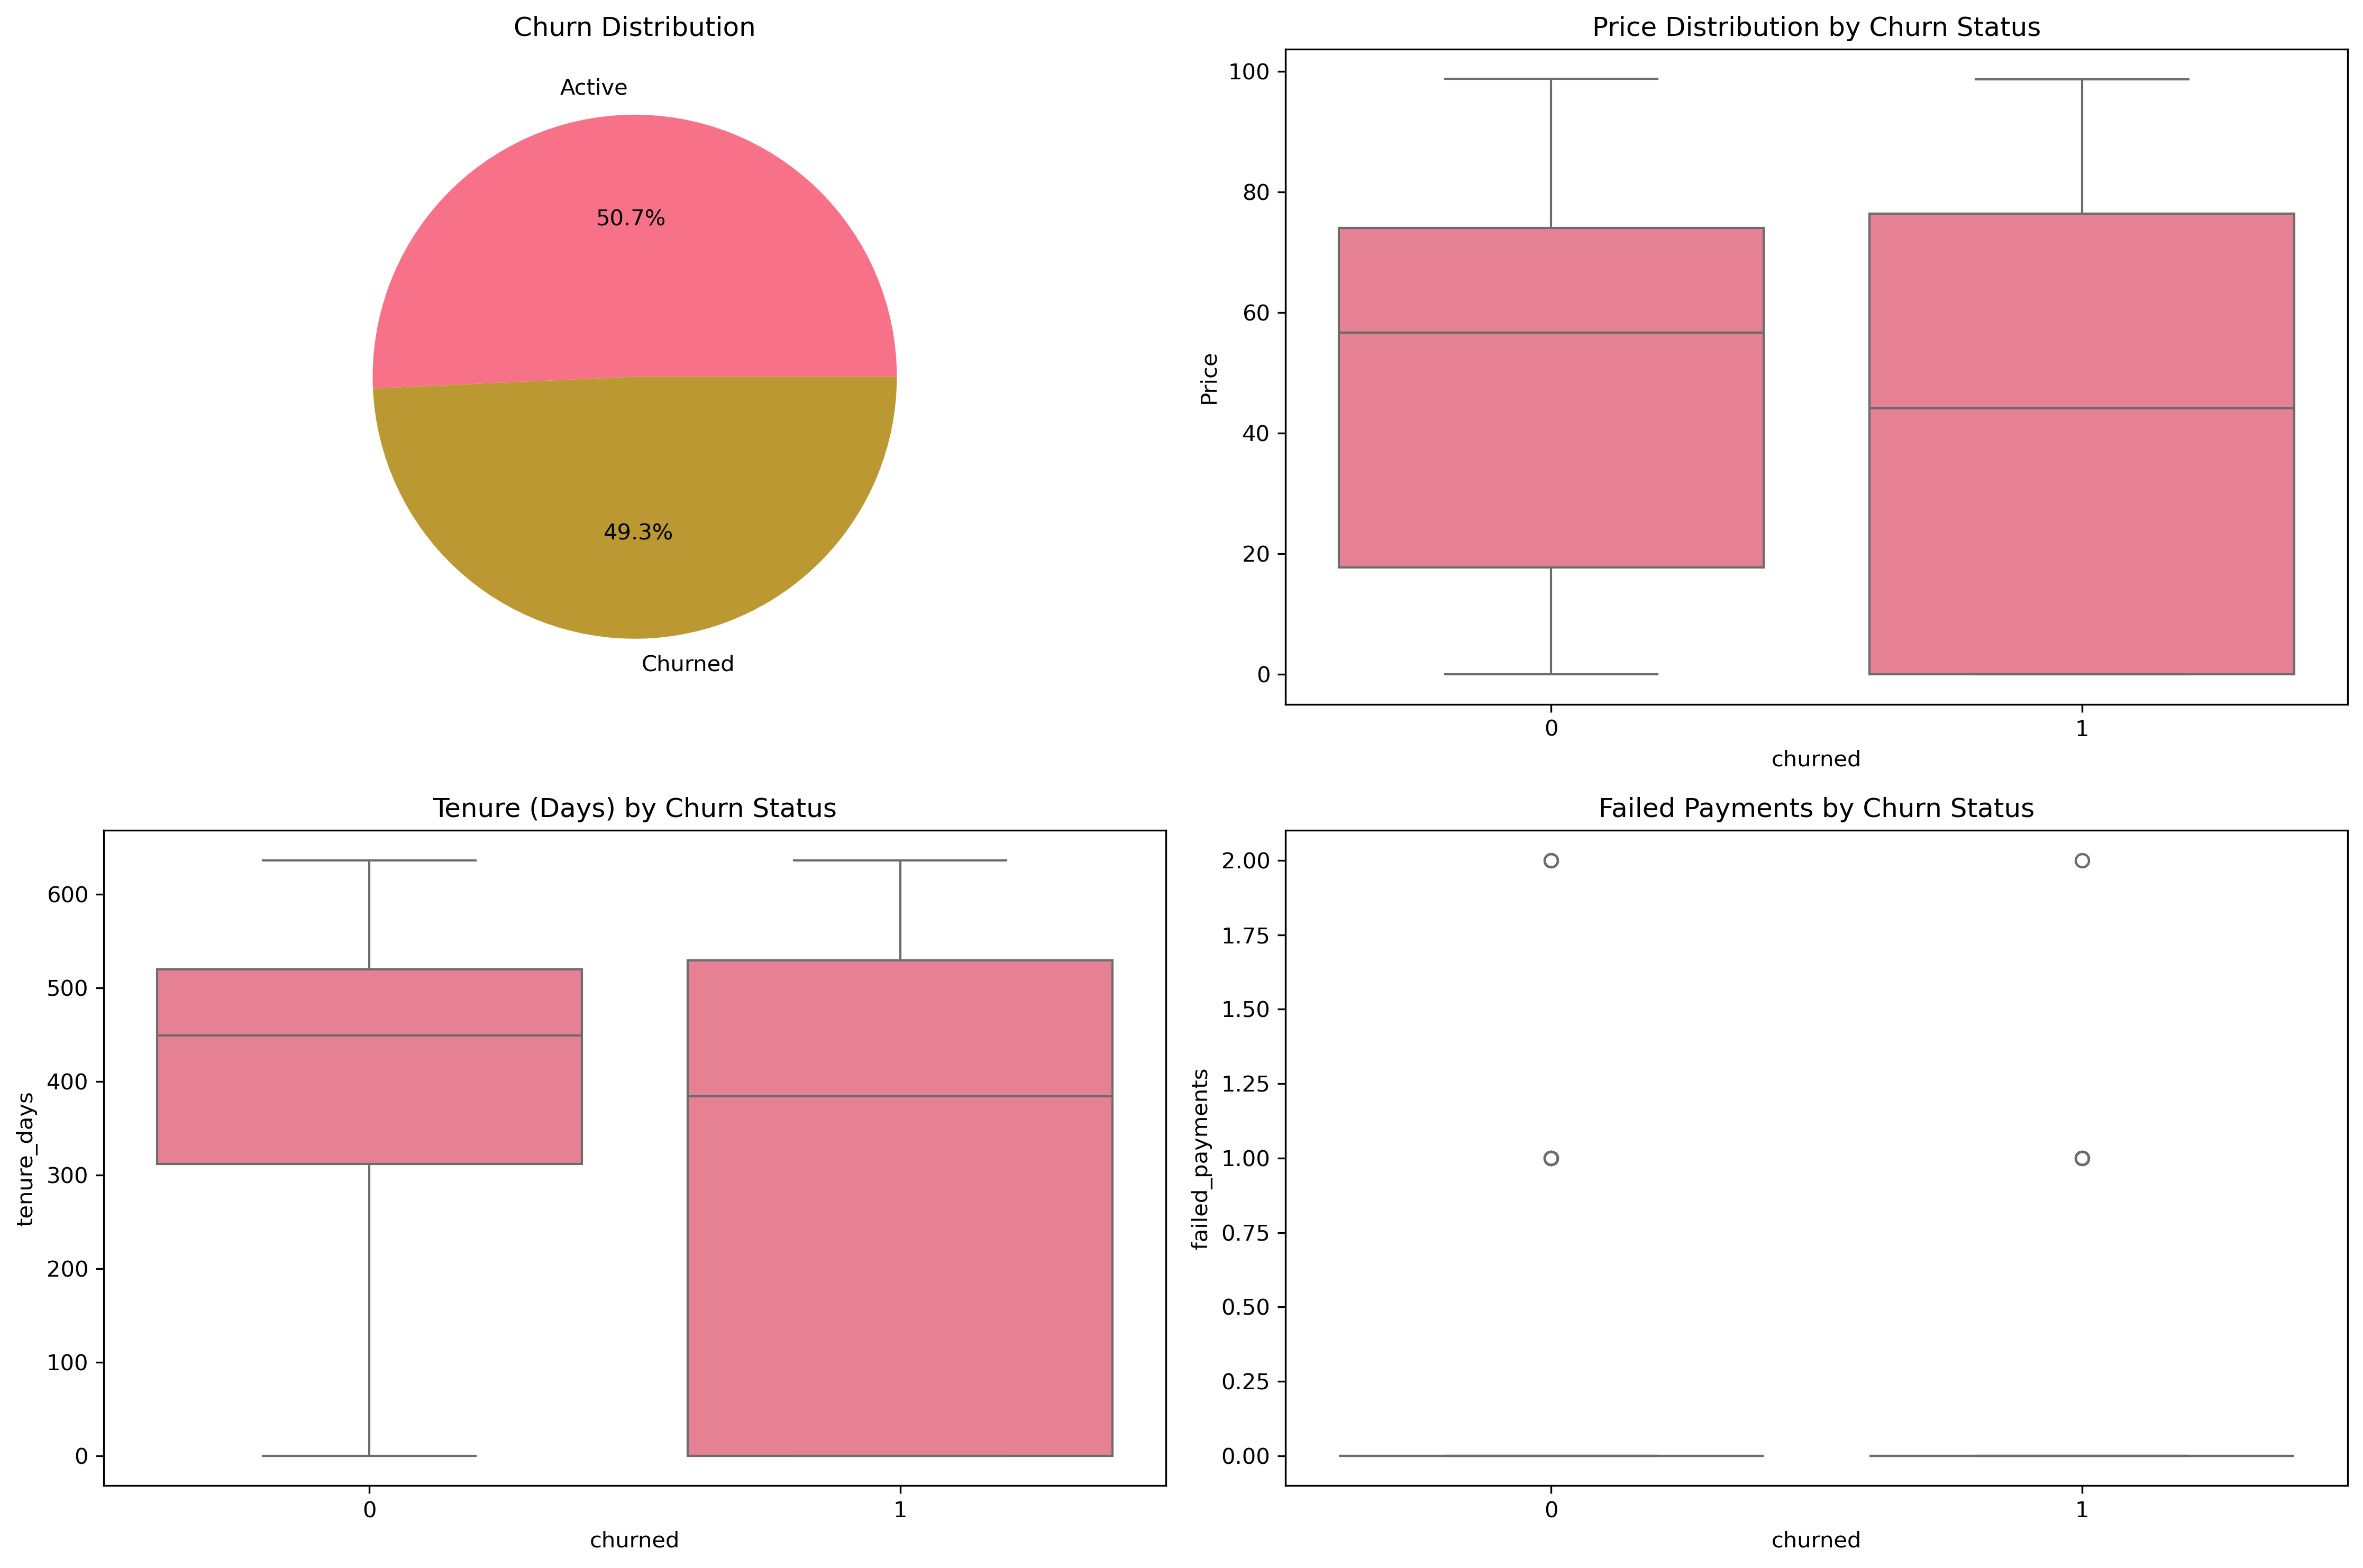 Churn Distribution
Active
50.7%
49.3%
Churned
Price Distribution by Churn Status
Price
100
80
60
40
20
0
0 1
churned
Tenure (Days) by Churn Status
tenure_days
600
500
400
300
200
100
0
0 1
churned
Failed Payments by Churn Status
failed_payments
2.00
1.75
1.50
1.25
1.00
0.75
0.50
0.25
0.00
0 1
churned